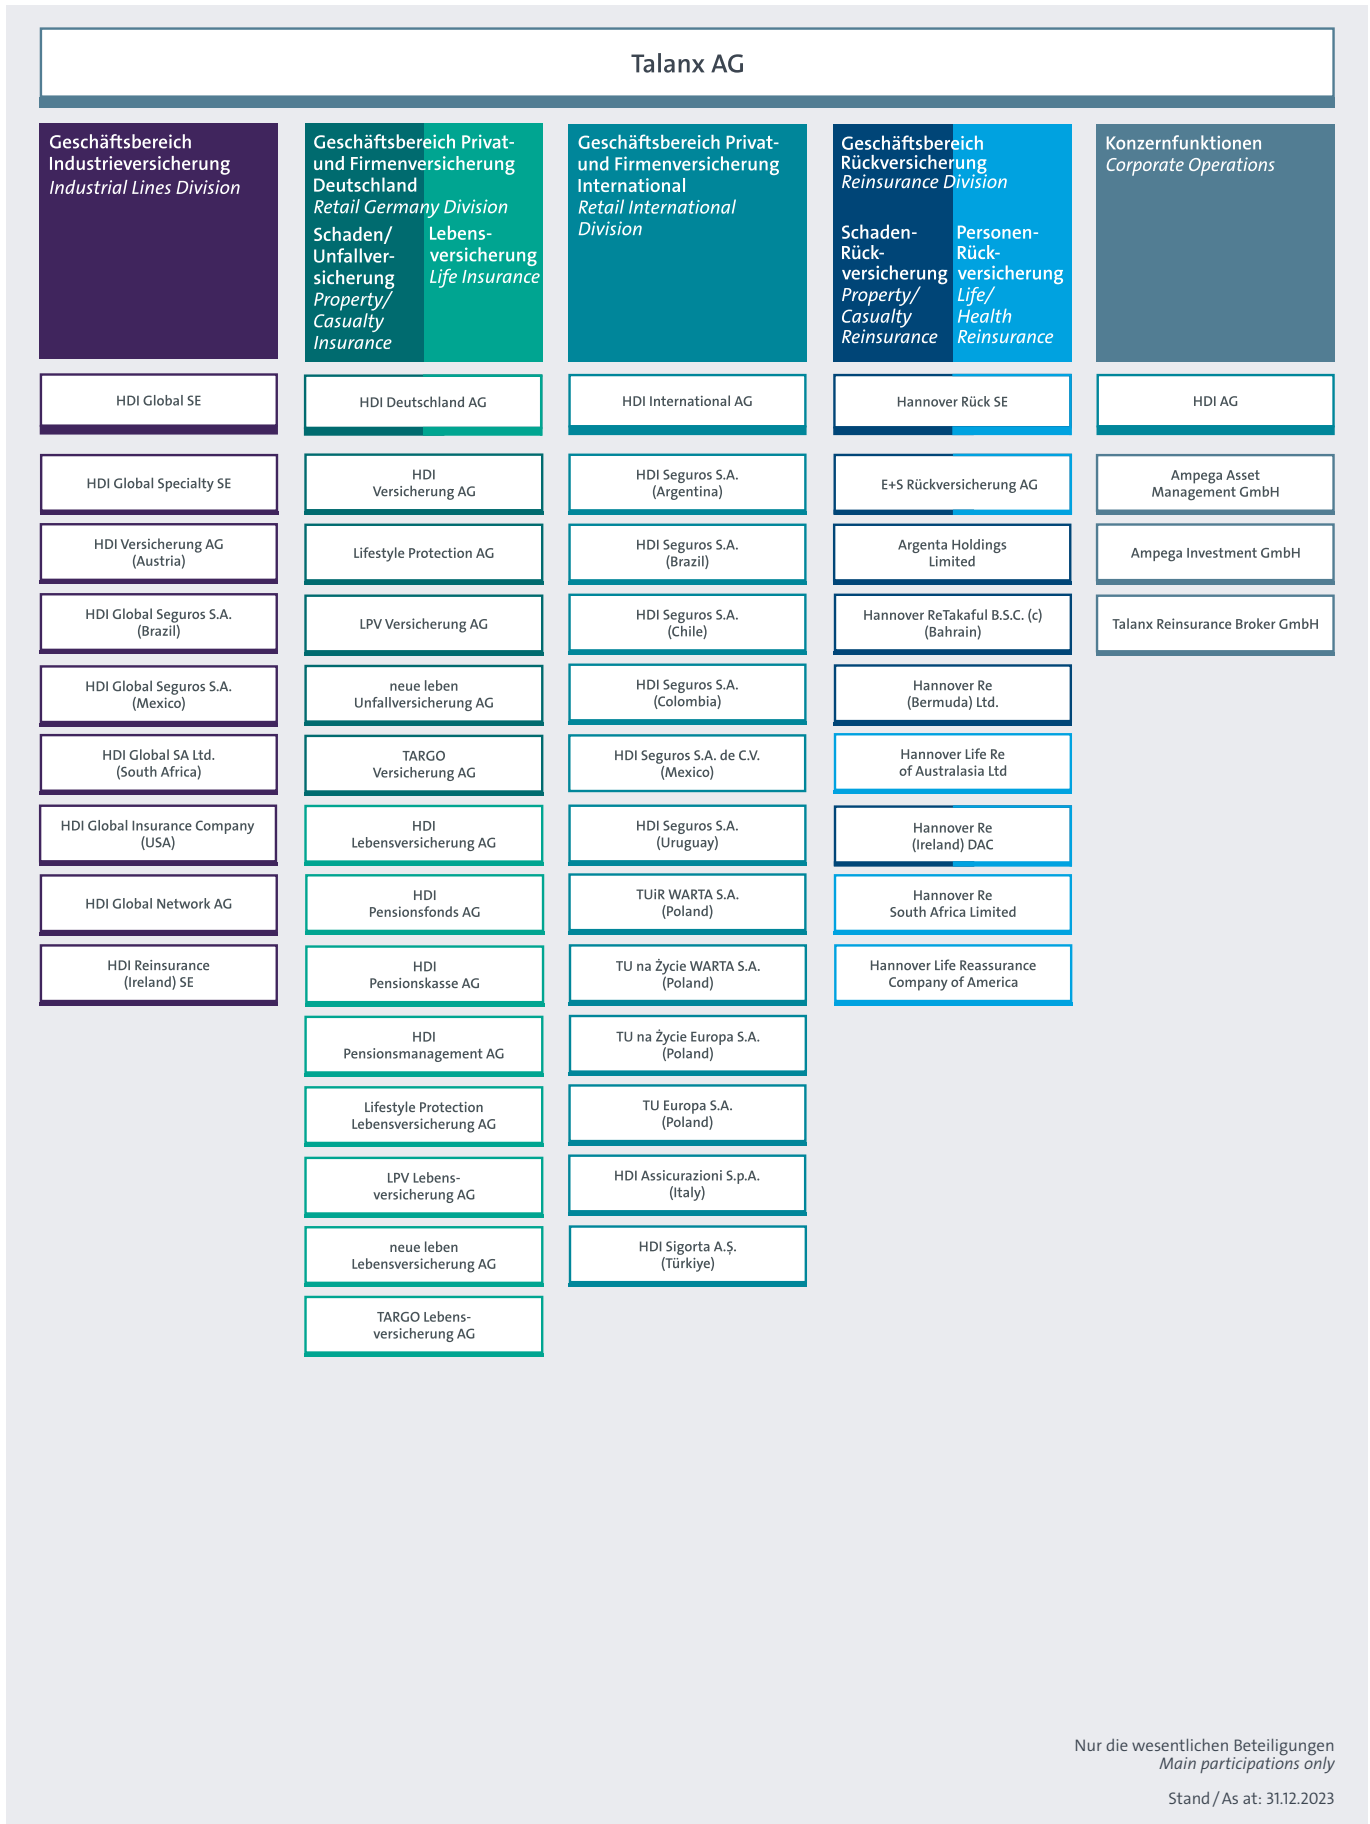 Talanx AG
Geschäftsbereich
Industrieversicherung
Industrial Lines Division
Geschäftsbereich Privat-
und Firmenversicherung
Deutschland
Retail Germany Division
Schaden/
Unfallver-
sicherung
Property/
Casualty
Insurance
Lebens-
versicherung
Life Insurance
Geschäftsbereich Privat-
und Firmenversicherung
International
Retail International
Division
Geschäftsbereich
Rückversicherung
Reinsurance Division
Schaden-
Rück-
versicherung
Property/
Casualty
Reinsurance
Personen-
Rück-
versicherung
Life/
Health
Reinsurance
Konzernfunktionen
Corporate Operations
HDI Global SE
HDI Global Specialty SE
HDI Versicherung AG
(Austria)
HDI Global Seguros S.A.
(Brazil)
HDI Global Seguros S.A.
(Mexico)
HDI Global SA Ltd.
(South Africa)
HDI Global Insurance Company
(USA)
HDI Global Network AG
HDI Reinsurance
(Ireland) SE
HDI Deutschland AG
HDI
Versicherung AG
Lifestyle Protection AG
LPV Versicherung AG
neue leben
Unfallversicherung AG
TARGO
Versicherung AG
HDI
Lebensversicherung AG
HDI
Pensionsfonds AG
HDI
Pensionskasse AG
HDI
Pensionsmanagement AG
Lifestyle Protection
Lebensversicherung AG
LPV Lebens-
versicherung AG
neue leben
Lebensversicherung AG
TARGO Lebens-
versicherung AG
HDI International AG
HDI Seguros S.A.
(Argentina)
HDI Seguros S.A.
(Brazil)
HDI Seguros S.A.
(Chile)
HDI Seguros S.A.
(Colombia)
HDI Seguros S.A. de C.V.
(Mexico)
HDI Seguros S.A.
(Uruguay)
TUiR WARTA S.A.
(Poland)
TU na Życie WARTA S.A.
(Poland)
TU na Życie Europa S.A.
(Poland)
TU Europa S.A.
(Poland)
HDI Assicurazioni S.p.A.
(Italy)
HDI Sigorta A.Ş.
(Türkiye)
Hannover Rück SE
E+S Rückversicherung AG
Argenta Holdings
Limited
Hannover ReTakaful B.S.C. (c)
(Bahrain)
Hannover Re
(Bermuda) Ltd.
Hannover Life Re
of Australasia Ltd
Hannover Re
(Ireland) DAC
Hannover Re
South Africa Limited
Hannover Life Reassurance
Company of America
HDI AG
Ampega Asset
Management GmbH
Ampega Investment GmbH
Talanx Reinsurance Broker GmbH
Nur die wesentlichen Beteiligungen
Main participations only
Stand / As at: 31.12.2023